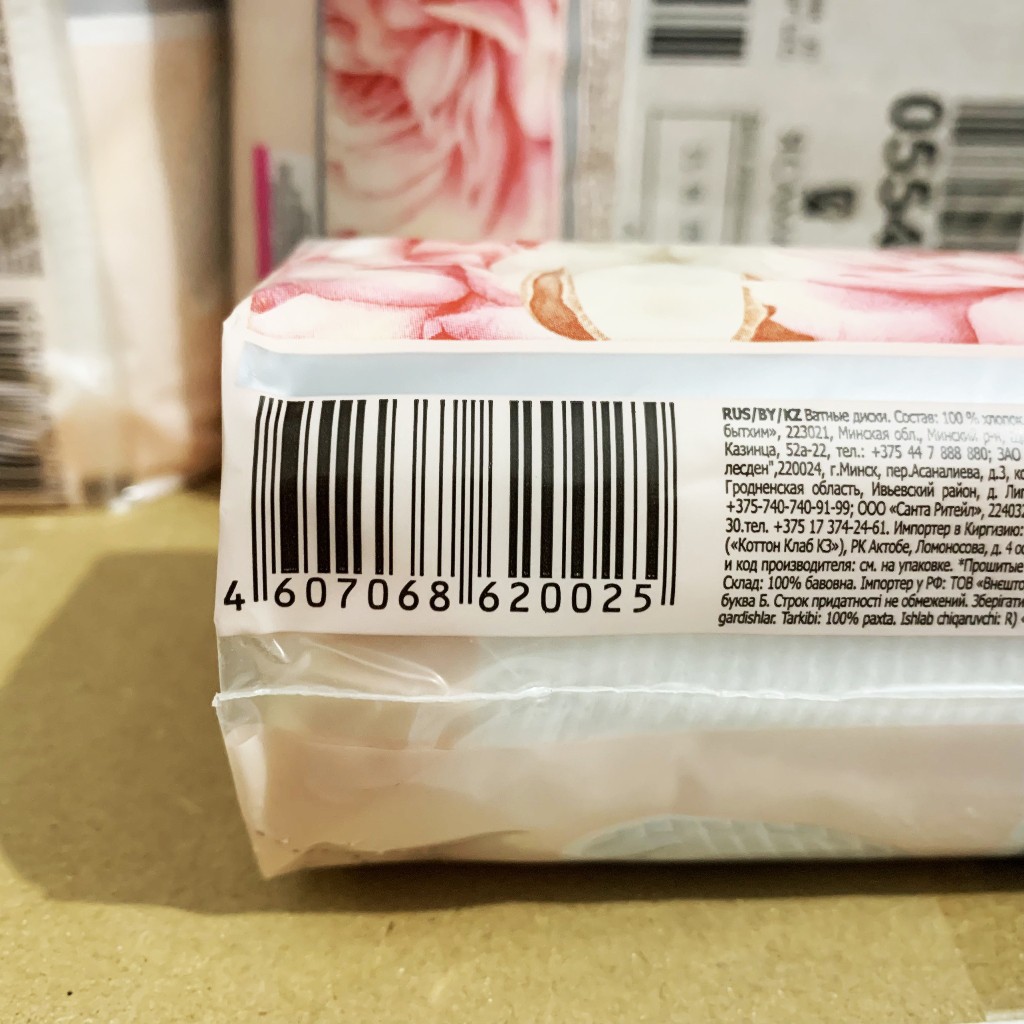 0554
4 607068 620025
RUS/BY/KZ Ватные диски. Состав: 100 % хлопок
бытхим», 223021, Минская обл., Минский р-н,
Казинца, 52а-22, тел.: +375 44 7 888 880; ЗАО
лесден",220024, г.Минск, пер.Асаналиева, д.3,
Гродненская область, Ивьевский район, д.
+375-740-740-91-99; ООО «Санта Ритейл», 22403
30.тел. +375 17 374-24-61. Импортер в Киргизию:
(«Коттон Клаб КЗ»), РК Актобе, Ломоносова, д. 4
и код производителя: см. на упаковке. *Прошитые
Склад: 100% бавовна. Імпортер у РФ: ТОВ «Внешто
буква Б. Строк придатності не обмежений. Зберігати
gardishlar. Tarkibi: 100% paxta. Ishlab chiqaruvchi: R)